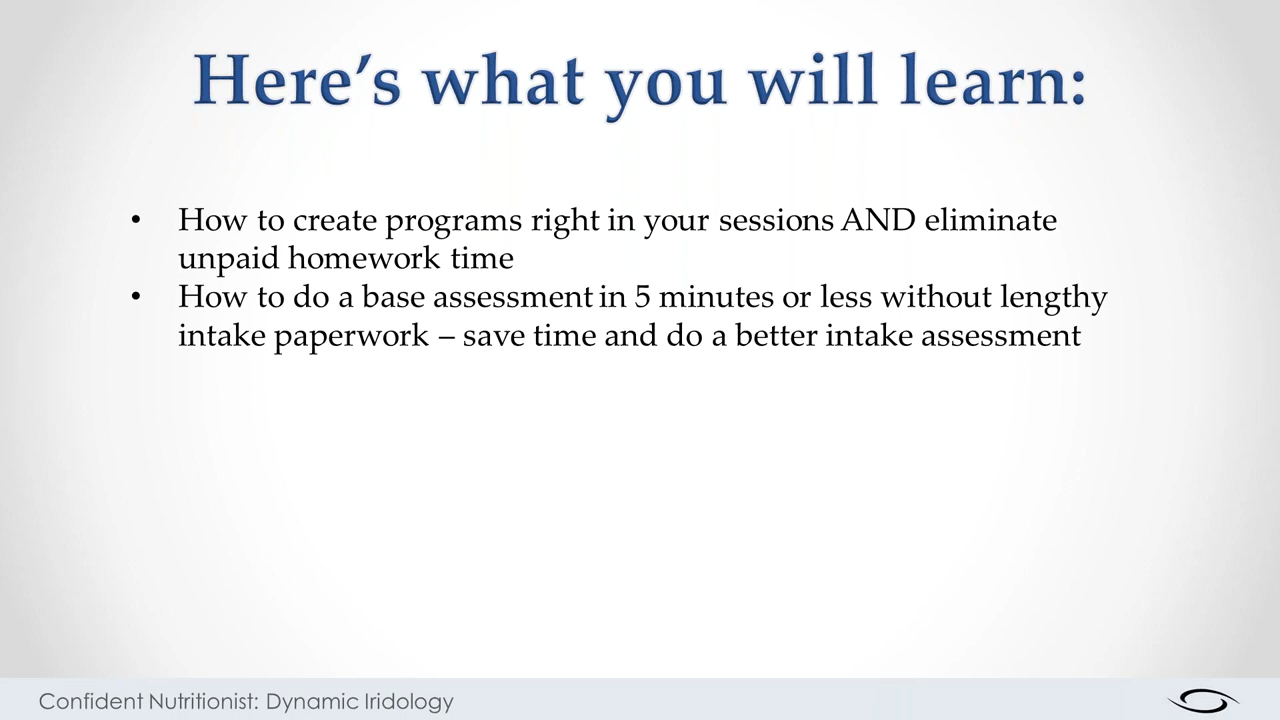 Here’s what you will learn:
• How to create programs right in your sessions AND eliminate
unpaid homework time
• How to do a base assessment in 5 minutes or less without lengthy
intake paperwork – save time and do a better intake assessment
Confident Nutritionist: Dynamic Iridology